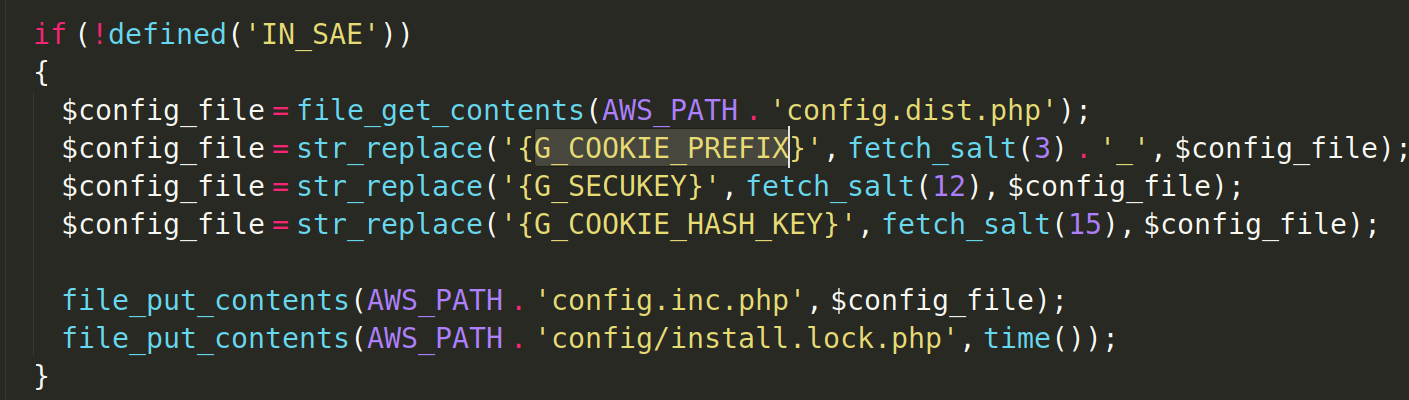 if (!defined('IN_SAE'))
{
$config_file = file_get_contents(AWS_PATH . 'config.dist.php');
$config_file = str_replace('{G_COOKIE_PREFIX}', fetch_salt(3) . '_', $config_file);
$config_file = str_replace('{G_SECUKEY}', fetch_salt(12), $config_file);
$config_file = str_replace('{G_COOKIE_HASH_KEY}', fetch_salt(15), $config_file);
file_put_contents(AWS_PATH . 'config.inc.php', $config_file);
file_put_contents(AWS_PATH . 'config/install.lock.php', time());
}